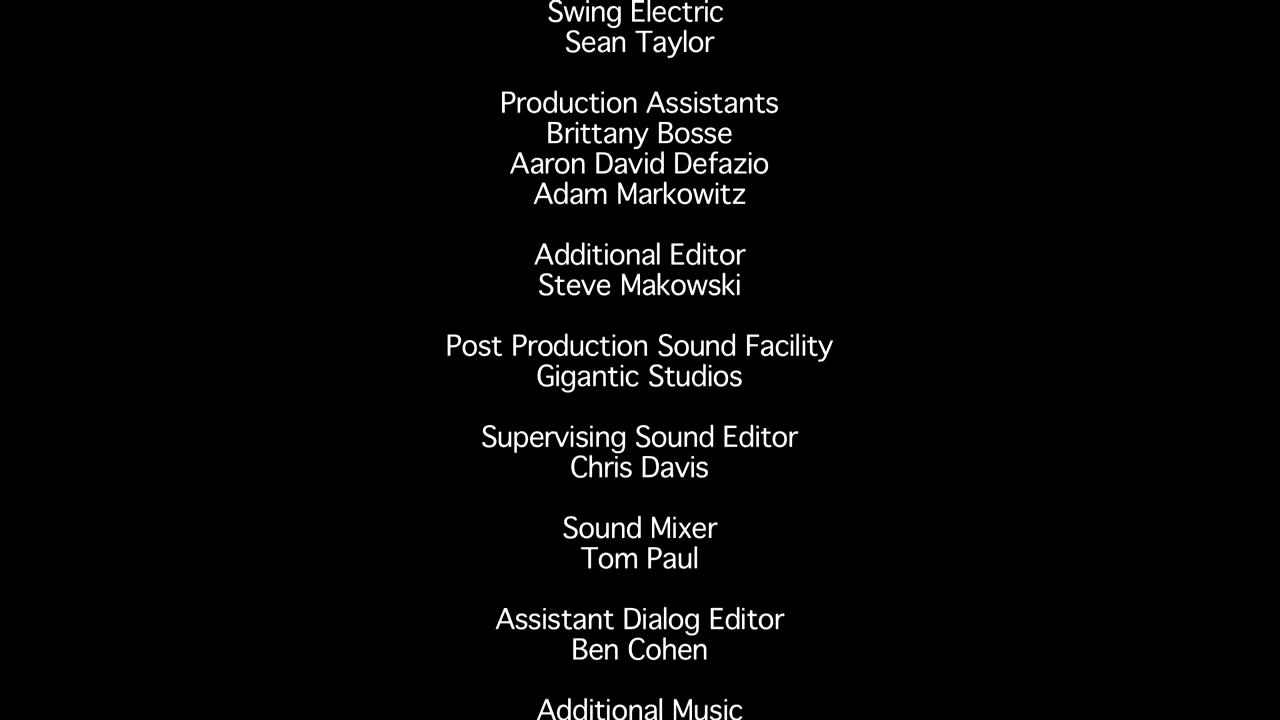 Swing Electric
Sean Taylor
Production Assistants
Brittany Bosse
Aaron David Defazio
Adam Markowitz
Additional Editor
Steve Makowski
Post Production Sound Facility
Gigantic Studios
Supervising Sound Editor
Chris Davis
Sound Mixer
Tom Paul
Assistant Dialog Editor
Ben Cohen
Additional Music